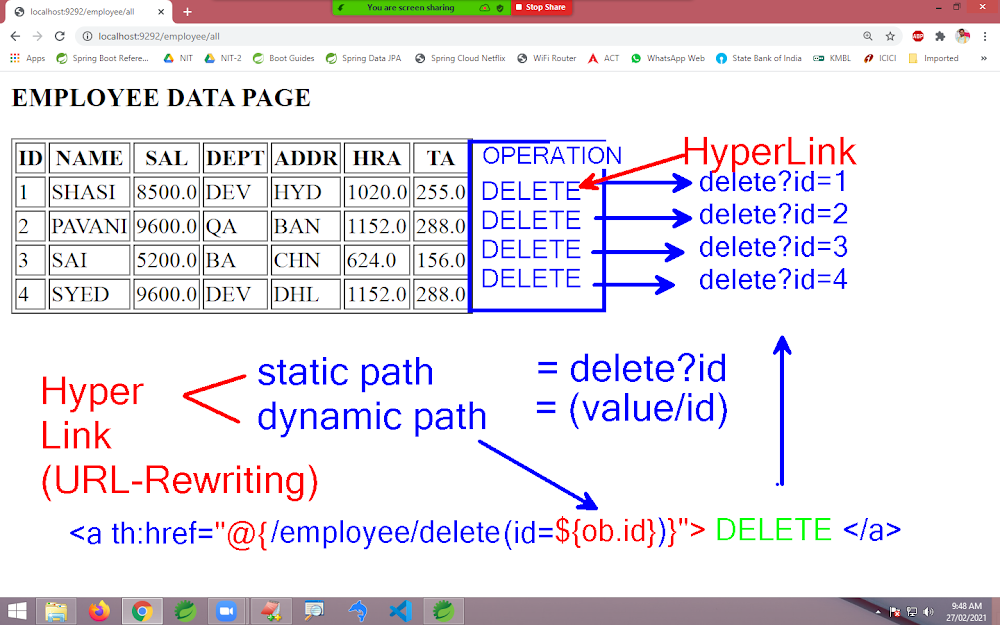 localhost:9292/employee/all
You are screen sharing
Stop Share
localhost:9292/employee/all
ABP
Apps Spring Boot Refere... NIT NIT-2 Boot Guides Spring Data JPA Spring Cloud Netflix WiFi Router ACT WhatsApp Web State Bank of India KMBL ICICI Imported »
EMPLOYEE DATA PAGE
ID NAME SAL DEPT ADDR HRA TA OPERATION HyperLink
1 SHASI 8500.0 DEV HYD 1020.0 255.0 DELETE delete?id=1
2 PAVANI 9600.0 QA BAN 1152.0 288.0 DELETE delete?id=2
3 SAI 5200.0 BA CHN 624.0 156.0 DELETE delete?id=3
4 SYED 9600.0 DEV DHL 1152.0 288.0 DELETE delete?id=4
Hyper
Link
(URL-Rewriting)
static path = delete?id
dynamic path = (value/id)
<a th:href="@{/employee/delete(id=${ob.id})}"> DELETE </a>
9:48 AM
27/02/2021